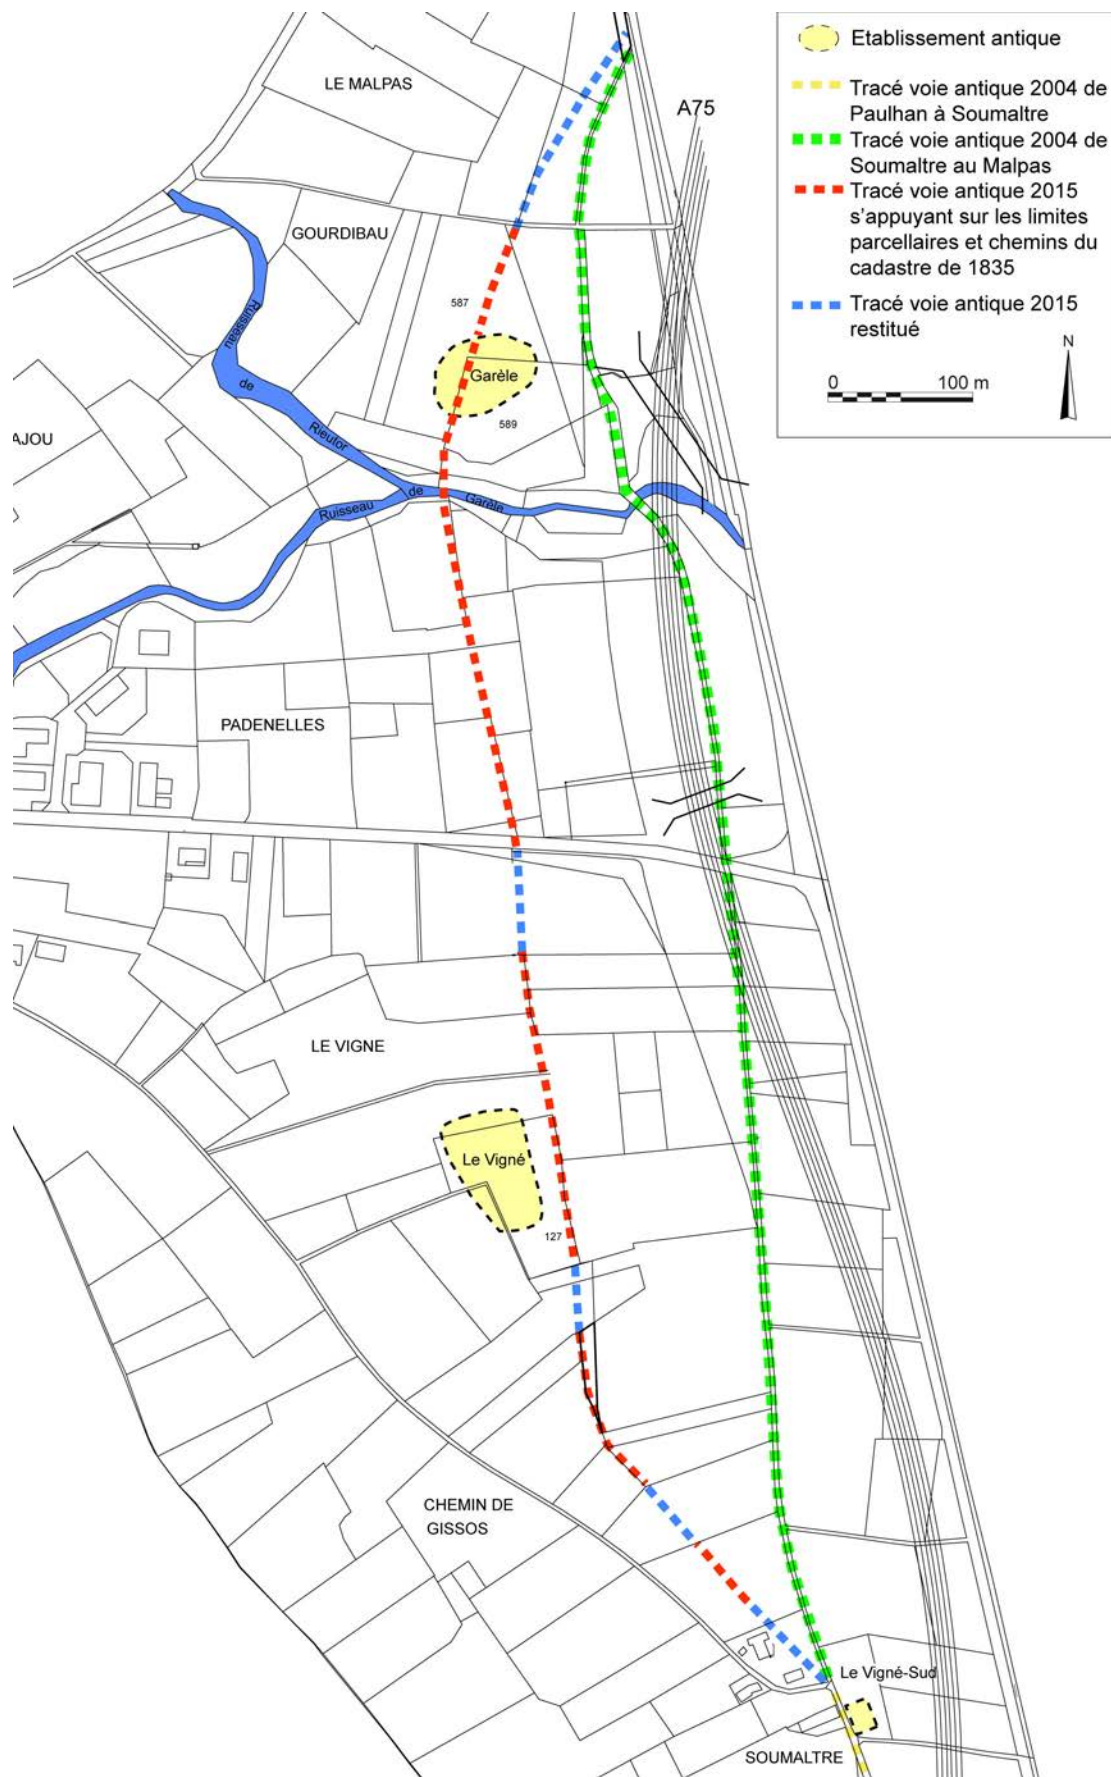 Etablissement antique
Tracé voie antique 2004 de
Paulhan à Soumaltre
Tracé voie antique 2004 de
Soumaltre au Malpas
Tracé voie antique 2015
s'appuyant sur les limites
parcellaires et chemins du
cadastre de 1835
Tracé voie antique 2015
restitué
N
0 100 m
LE MALPAS
A75
GOURDIBAU
587
Ruisseau
de
Rieutor
Garèle
589
AJOU
Ruisseau
de
Garèle
PADENELLES
LE VIGNE
Le Vigné
127
CHEMIN DE
GISSOS
Le Vigné-Sud
SOUMALTRE